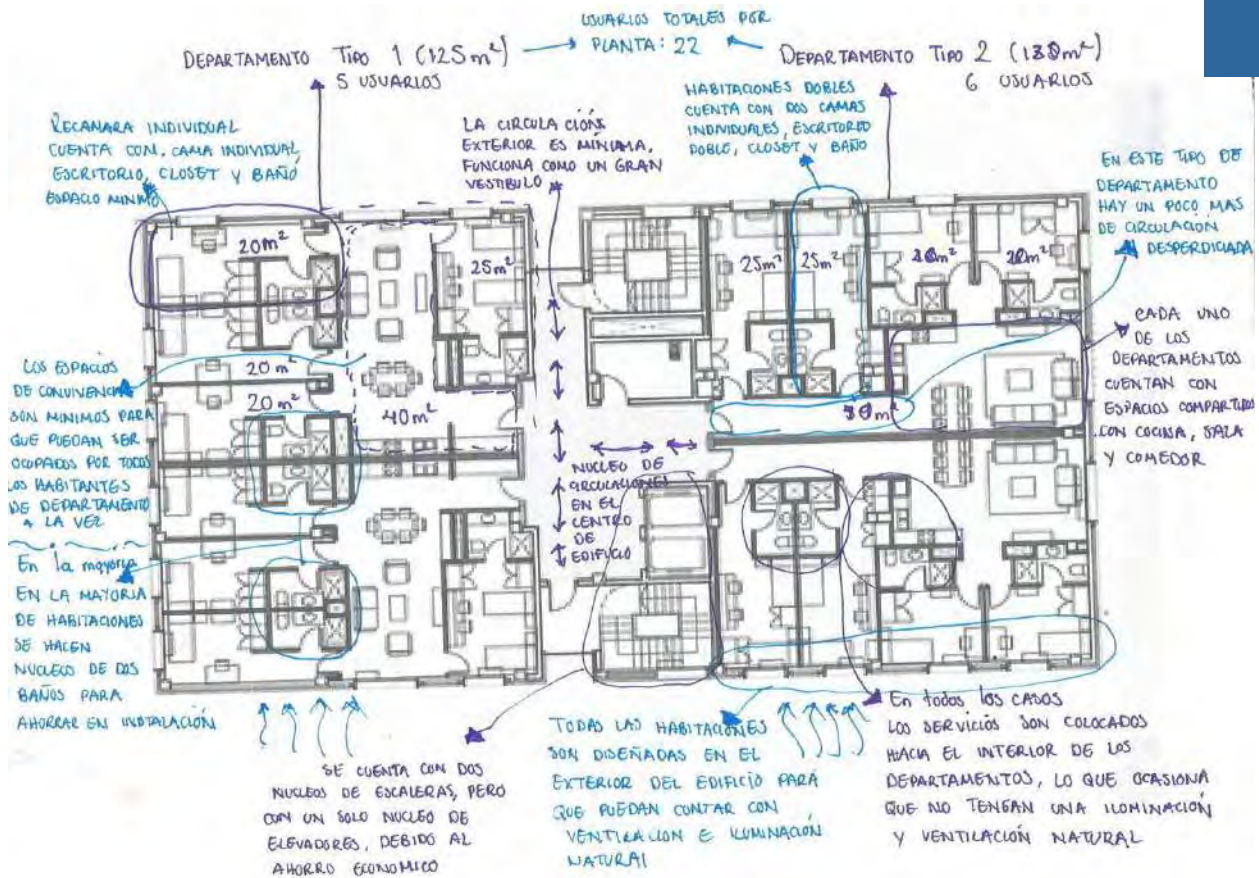 USUARIOS TOTALES POR
PLANTA: 22
DEPARTAMENTO TIPO 1 (125m²)
5 USUARIOS
DEPARTAMENTO TIPO 2 (130m²)
6 USUARIOS
RECAMARA INDIVIDUAL
CUENTA CON. CAMA INDIVIDUAL
ESCRITORIO, CLOSET Y BAÑO
ESPACIO MINIMO
LA CIRCULACIÓN
EXTERIOR ES MÍNIMA,
FUNCIONA COMO UN GRAN
VESTIBULO
HABITACIONES DOBLES
CUENTA CON DOS CAMAS
INDIVIDUALES, ESCRITORIO
DOBLE, CLOSET Y BAÑO
EN ESTE TIPO DE
DEPARTAMENTO
HAY UN POCO MAS
DE CIRCULACIÓN
DESPERDICIADA
20m²
25m²
25m²
25m²
20m²
20m²
20m²
20m²
40m²
30m²
LOS ESPACIOS
DE CONVIVENCIA
SON MINIMOS PARA
QUE PUEDAN SER
OCUPADOS POR TODOS
LOS HABITANTES
DE DEPARTAMENTO
A LA VEZ
CADA UNO
DE LOS
DEPARTAMENTOS
CUENTAN CON
ESPACIOS COMPARTIDO
CON COCINA, SALA
Y COMEDOR
NUCLEO DE
CIRCULACIONES
EN EL
CENTRO
DE
EDIFICIO
En la mayoria
EN LA MAYORIA
DE HABITACIONES
SE HACEN
NUCLEOS DE DOS
BAÑOS PARA
AHORRAR EN INSTALACIÓN
SE CUENTA CON DOS
NUCLEOS DE ESCALERAS, PERO
CON UN SOLO NUCLEO DE
ELEVADORES, DEBIDO AL
AHORRO ECONOMICO
TODAS LAS HABITACIONES
SON DISEÑADAS EN EL
EXTERIOR DEL EDIFICIO PARA
QUE PUEDAN CONTAR CON
VENTILACION E ILUMINACIÓN
NATURAL
En todos los casos
LOS SERVICIOS SON COLOCADOS
HACIA EL INTERIOR DE LOS
DEPARTAMENTOS, LO QUE OCASIONA
QUE NO TENGAN UNA ILOMINACIÓN
Y VENTILACIÓN NATURAL